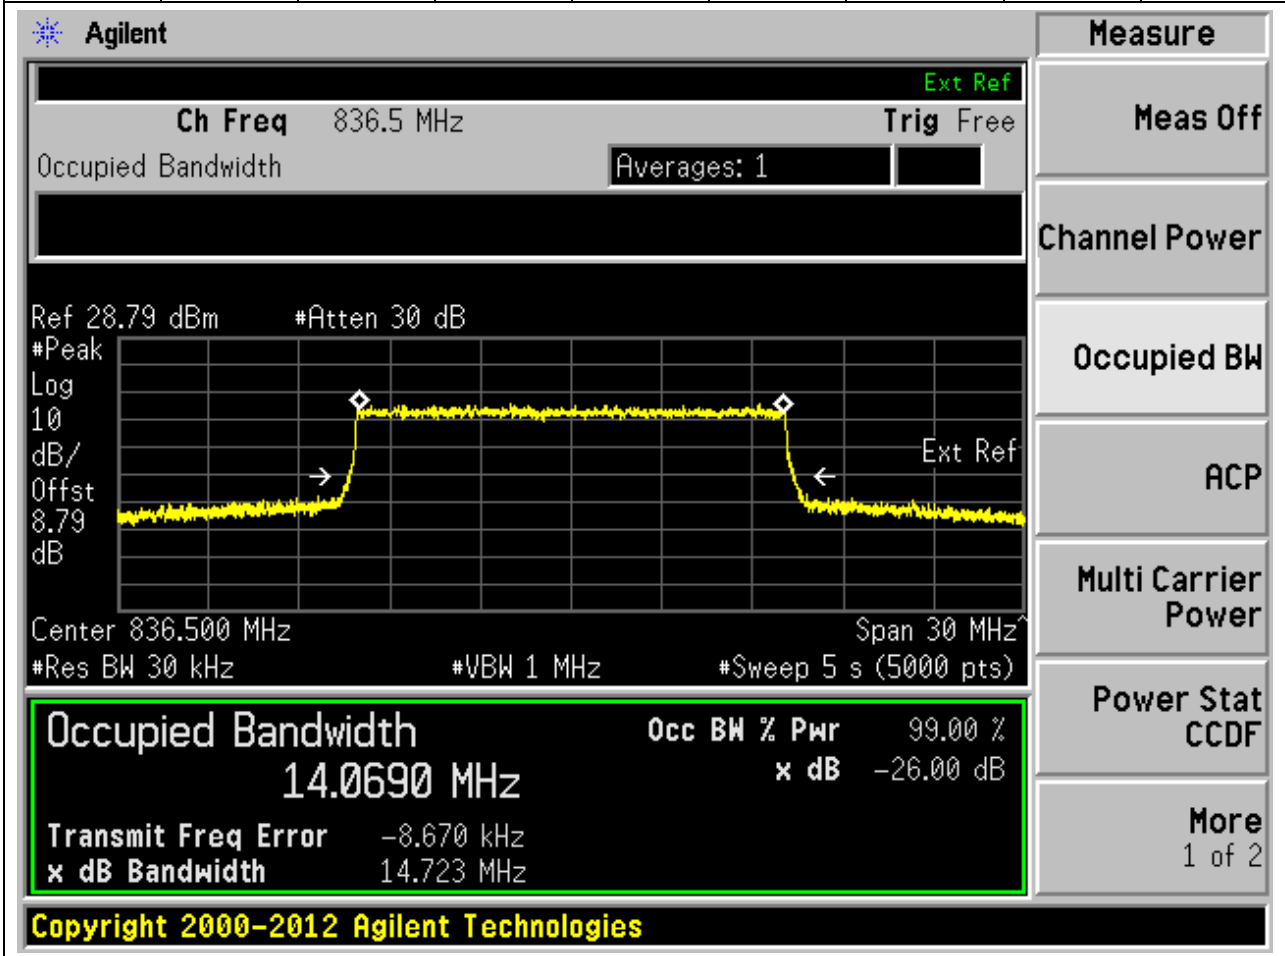 Agilent
Measure
Ext Ref
Ch Freq 836.5 MHz Trig Free
Meas Off
Occupied Bandwidth Averages: 1
Channel Power
Ref 28.79 dBm #Atten 30 dB
#Peak
Log
10
dB/
Offst
8.79
dB
Ext Ref
Occupied BW
ACP
Multi Carrier
Power
Center 836.500 MHz Span 30 MHz^
#Res BW 30 kHz #VBW 1 MHz #Sweep 5 s (5000 pts)
Occupied Bandwidth Occ BW % Pwr 99.00 %
14.0690 MHz x dB -26.00 dB
Transmit Freq Error -8.670 kHz
x dB Bandwidth 14.723 MHz
Power Stat
CCDF
More
1 of 2
Copyright 2000-2012 Agilent Technologies